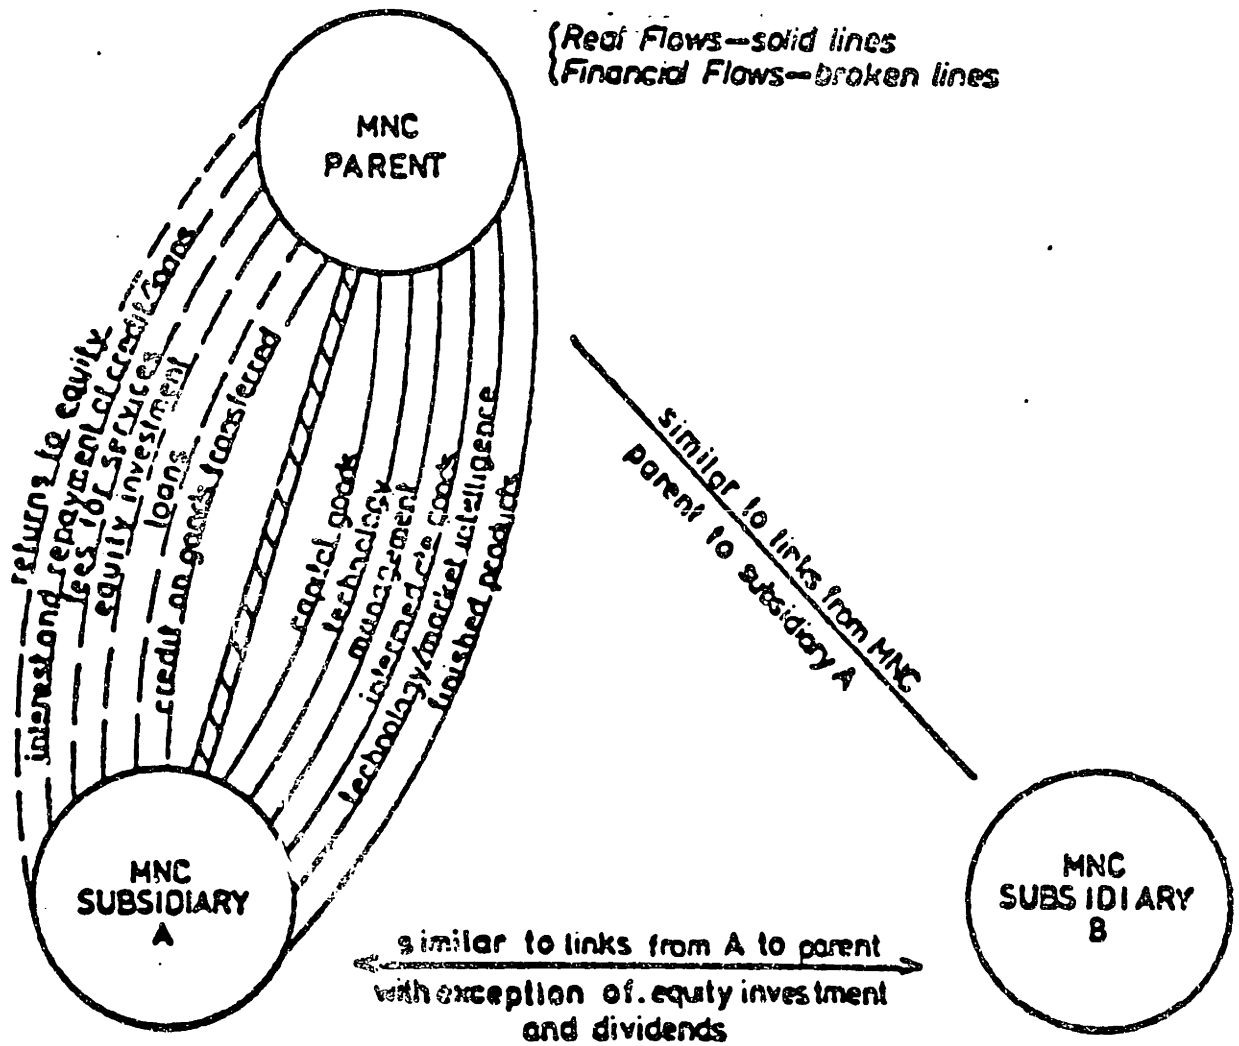 Real Flows—solid lines
Financial Flows—broken lines
MNC
PARENT
returns to equity
interest and repayment of credit/loans
fees for services
equity investment
loans
credit on goods transferred
capital goods
technology
management
intermediate goods
technology/market intelligence
finished products
similar to links from MNC
parent to subsidiary A
MNC
SUBSIDIARY
A
MNC
SUBSIDIARY
B
similar to links from A to parent
with exception of equity investment
and dividends